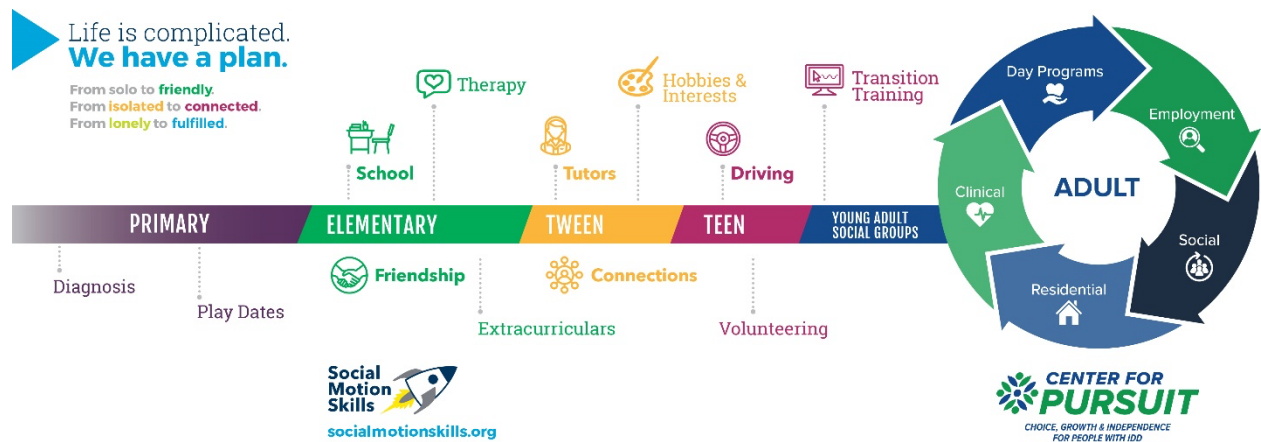 Life is complicated.
We have a plan.
From solo to friendly.
From isolated to connected.
From lonely to fulfilled.
Therapy
Hobbies &
Interests
Transition
Training
School
Tutors
Driving
PRIMARY
ELEMENTARY
TWEEN
TEEN
YOUNG ADULT
SOCIAL GROUPS
Diagnosis
Play Dates
Friendship
Extracurriculars
Connections
Volunteering
Day Programs
Employment
Clinical
ADULT
Social
Residential
Social
Motion
Skills
socialmotionskills.org
CENTER FOR
PURSUIT
CHOICE, GROWTH & INDEPENDENCE
FOR PEOPLE WITH IDD